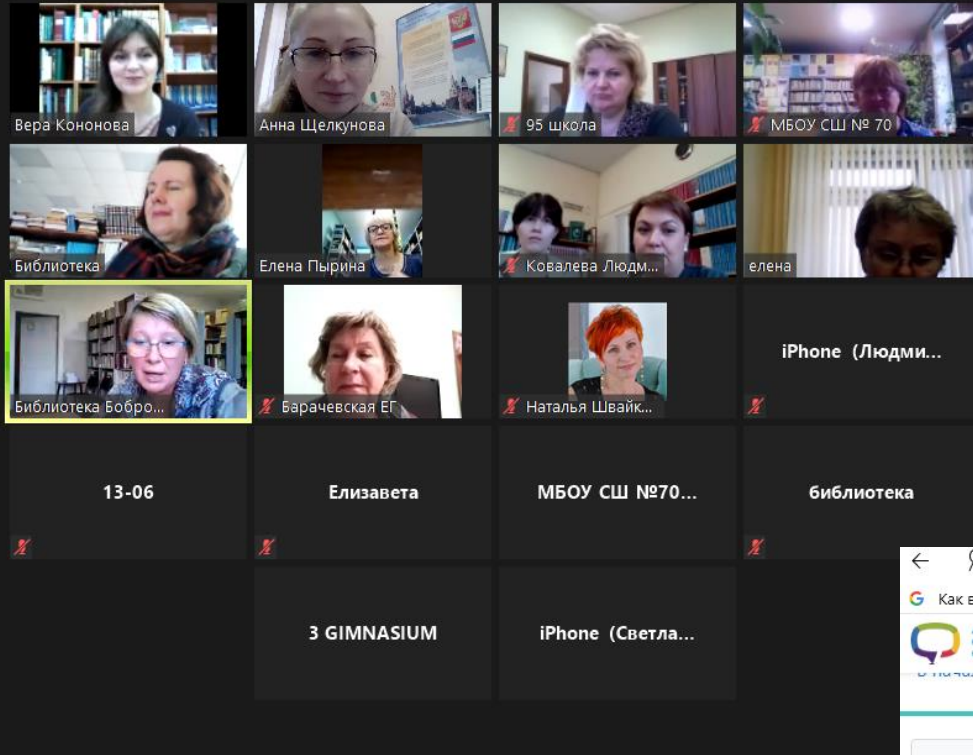 Вера Кононова
Анна Щелкунова
95 школа
МБОУ СШ № 70
Библиотека
Елена Пырина
Ковалева Людм...
елена
Библиотека Бобро...
Барачевская ЕГ
Наталья Швайк...
iPhone (Людми...
13-06
Елизавета
МБОУ СШ №70...
библиотека
3 GIMNASIUM
iPhone (Светла...
Как в